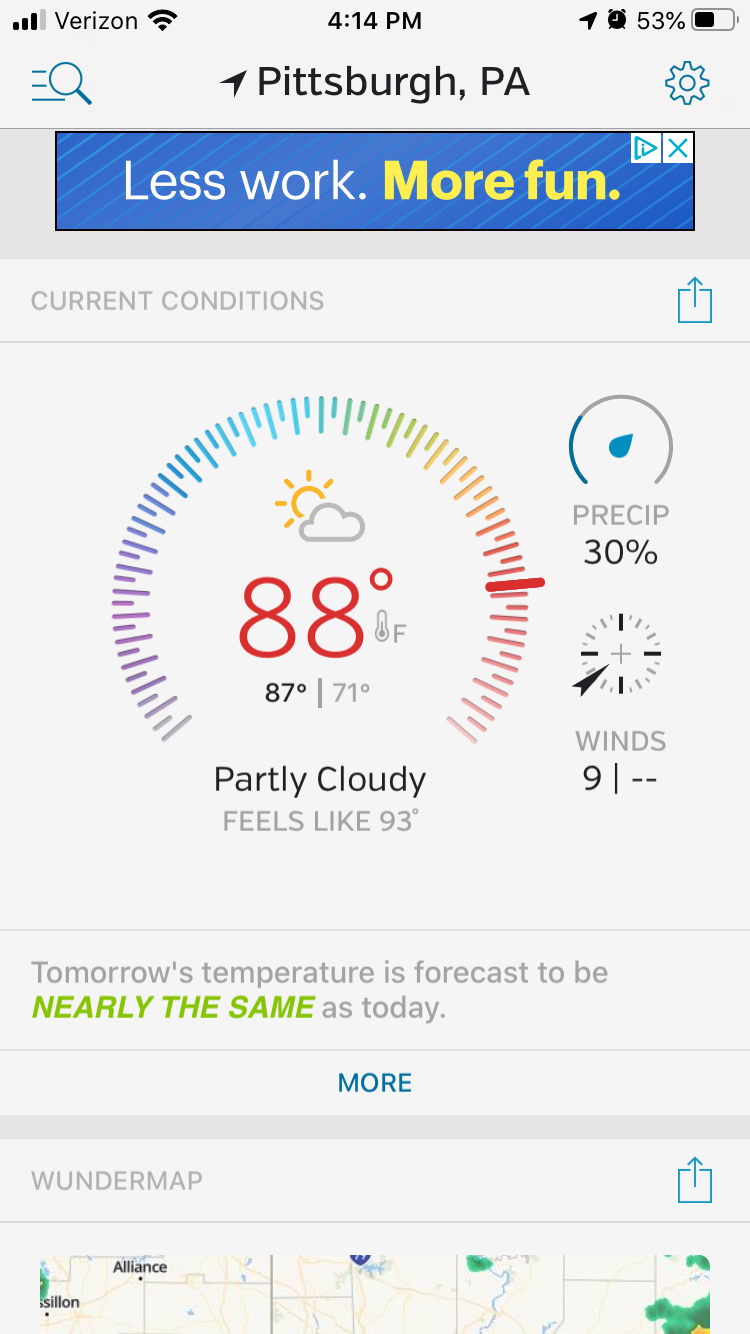 Verizon 4:14 PM 53%
Pittsburgh, PA
Less work. More fun.
CURRENT CONDITIONS
88°
F
87° | 71°
Partly Cloudy
FEELS LIKE 93°
PRECIP
30%
WINDS
9 | --
Tomorrow's temperature is forecast to be
NEARLY THE SAME as today.
MORE
WUNDERMAP
Alliance
sillon